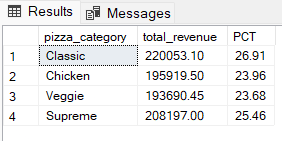 Results Messages
pizza_category total_revenue PCT
1 Classic 220053.10 26.91
2 Chicken 195919.50 23.96
3 Veggie 193690.45 23.68
4 Supreme 208197.00 25.46